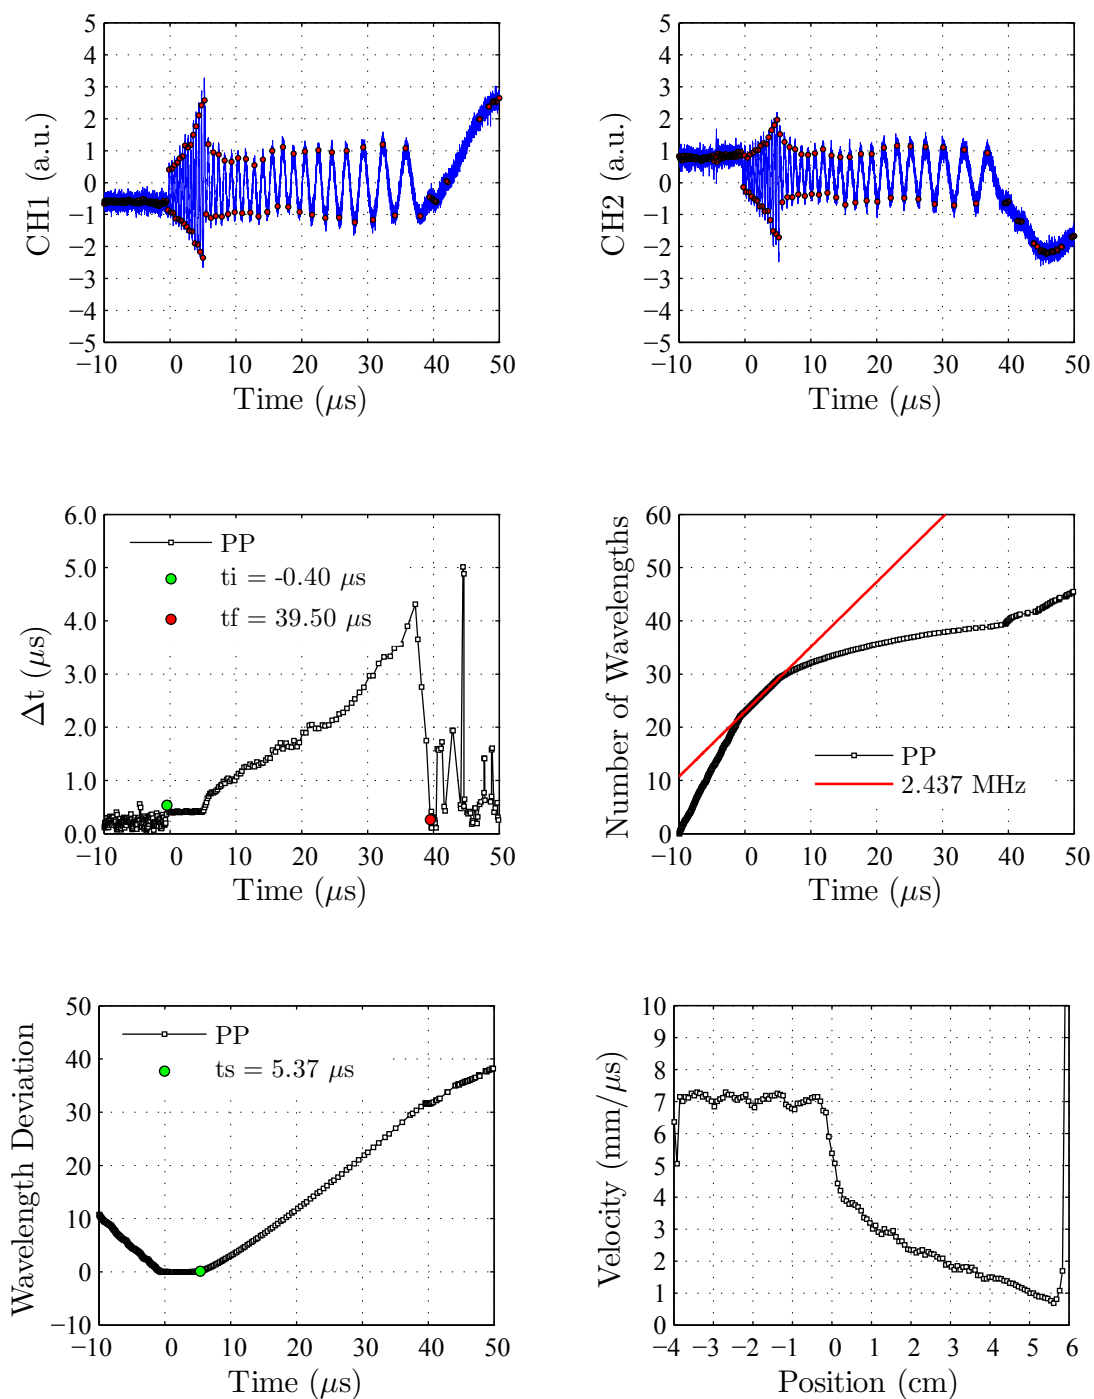 5
4
3
2
1
0
−1
−2
−3
−4
−5
CH1 (a.u.)
−10 0 10 20 30 40 50
Time (μs)
5
4
3
2
1
0
−1
−2
−3
−4
−5
CH2 (a.u.)
−10 0 10 20 30 40 50
Time (μs)
6.0
5.0
4.0
3.0
2.0
1.0
0.0
Δt (μs)
PP
ti = -0.40 μs
tf = 39.50 μs
−10 0 10 20 30 40 50
Time (μs)
60
50
40
30
20
10
0
Number of Wavelengths
PP
2.437 MHz
−10 0 10 20 30 40 50
Time (μs)
50
40
30
20
10
0
−10
Wavelength Deviation
PP
ts = 5.37 μs
−10 0 10 20 30 40 50
Time (μs)
10
9
8
7
6
5
4
3
2
1
0
Velocity (mm/μs)
−4 −3 −2 −1 0 1 2 3 4 5 6
Position (cm)